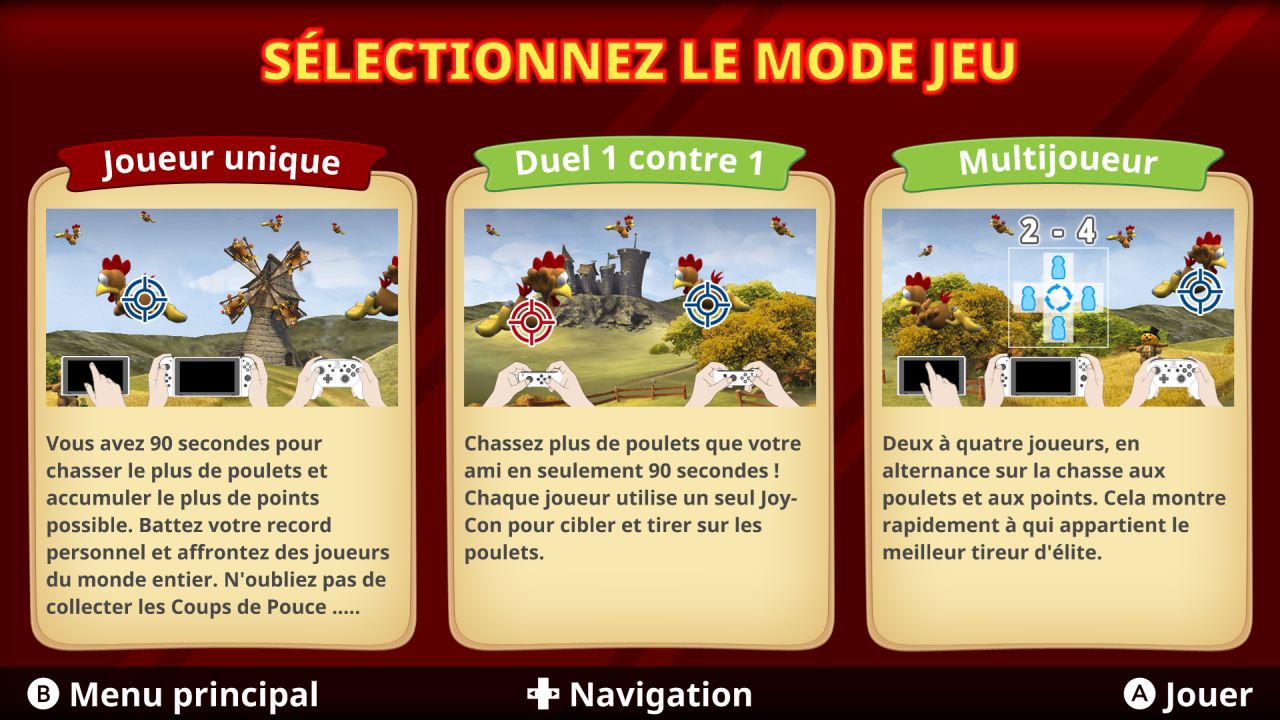 SÉLECTIONNEZ LE MODE JEU
Joueur unique
Vous avez 90 secondes pour
chasser le plus de poulets et
accumuler le plus de points
possible. Battez votre record
personnel et affrontez des joueurs
du monde entier. N'oubliez pas de
collecter les Coups de Pouce .....
Duel 1 contre 1
Chassez plus de poulets que votre
ami en seulement 90 secondes !
Chaque joueur utilise un seul Joy-
Con pour cibler et tirer sur les
poulets.
Multijoueur
2 - 4
Deux à quatre joueurs, en
alternance sur la chasse aux
poulets et aux points. Cela montre
rapidement à qui appartient le
meilleur tireur d'élite.
B Menu principal
Navigation
A Jouer